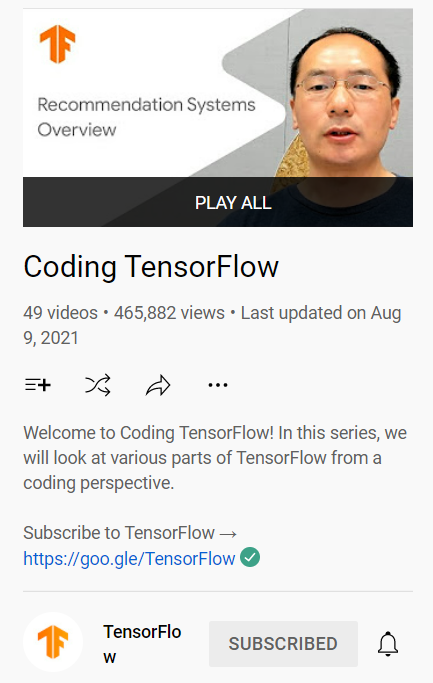 Recommendation Systems
Overview
PLAY ALL
Coding TensorFlow
49 videos • 465,882 views • Last updated on Aug
9, 2021
Welcome to Coding TensorFlow! In this series, we
will look at various parts of TensorFlow from a
coding perspective.
Subscribe to TensorFlow →
https://goo.gle/TensorFlow
TensorFlo
w
SUBSCRIBED